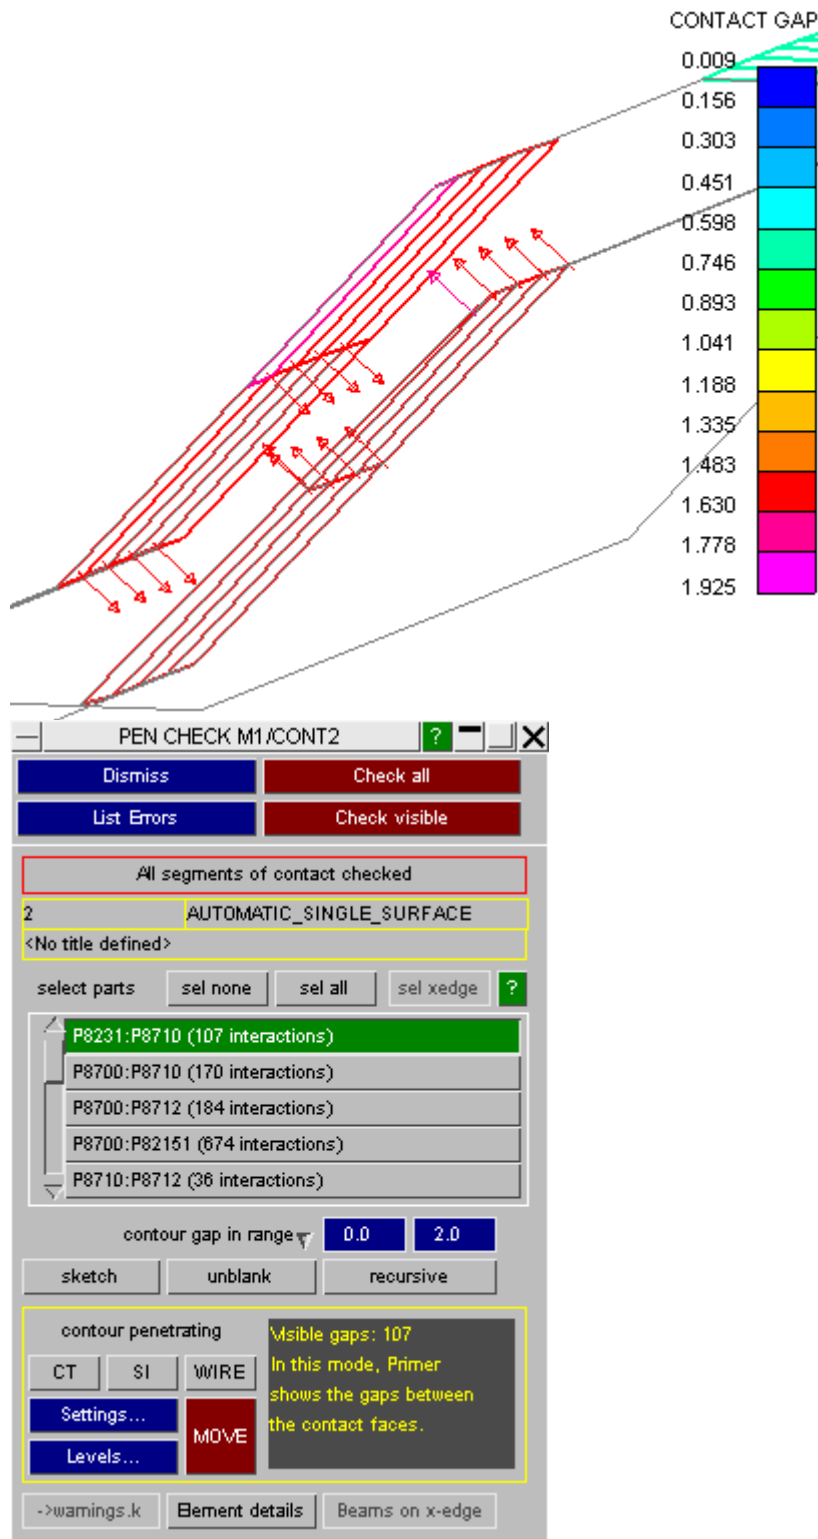 CONTACT GAP
0.009
0.156
0.303
0.451
0.598
0.746
0.893
1.041
1.188
1.335
1.483
1.630
1.778
1.925
PEN CHECK M1/CONT2 ?
Dismiss Check all
List Errors Check visible
All segments of contact checked
2 AUTOMATIC_SINGLE_SURFACE
<No title defined>
select parts sel none sel all sel xedge ?
P8231:P8710 (107 interactions)
P8700:P8710 (170 interactions)
P8700:P8712 (184 interactions)
P8700:P82151 (674 interactions)
P8710:P8712 (36 interactions)
contour gap in range 0.0 2.0
sketch unblank recursive
contour penetrating
CT SI WIRE
Settings...
MOVE
Levels...
Visible gaps: 107
In this mode, Primer
shows the gaps between
the contact faces.
->warnings.k Element details Beams on x-edge